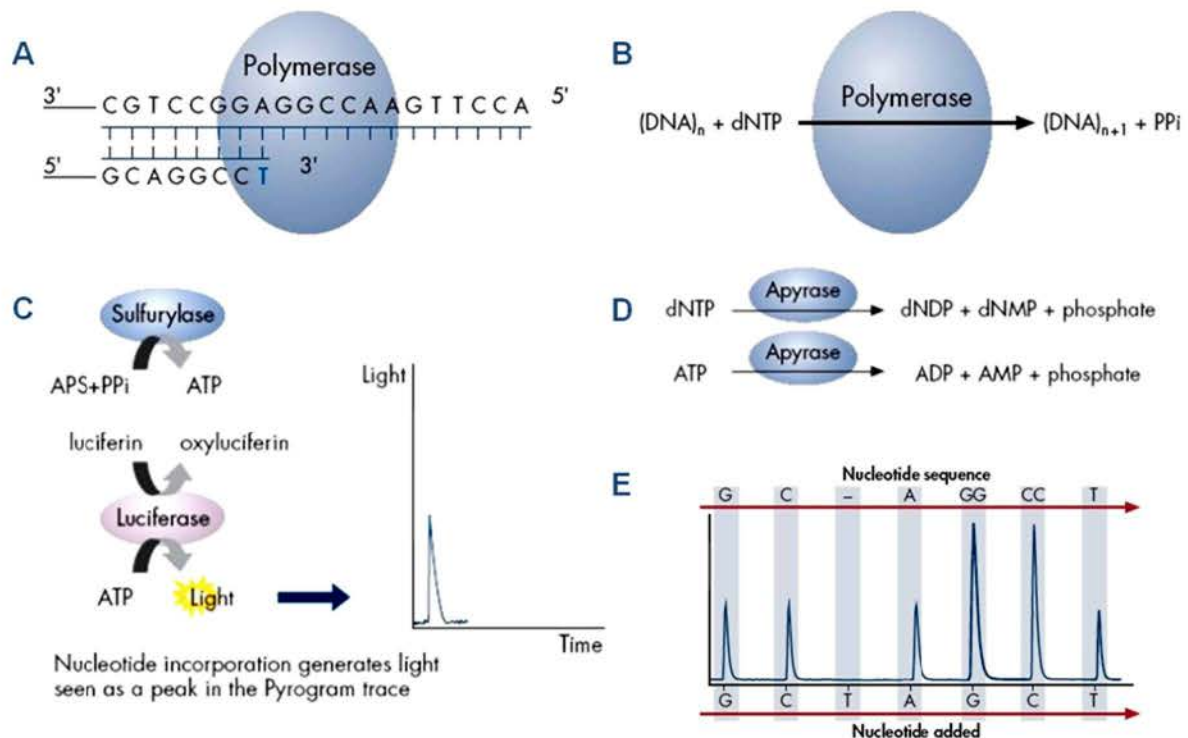 A
Polymerase
3' CGTCCGGAGGCCAAGTTCCA 5'
5' GCAGGCCT 3'
B
Polymerase
(DNA)n + dNTP (DNA)n+1 + PPi
C
Sulfurylase
APS+PPi ATP
luciferin oxyluciferin
Luciferase
ATP Light
Light
Time
Nucleotide incorporation generates light
seen as a peak in the Pyrogram trace
D
Apyrase
dNTP dNDP + dNMP + phosphate
Apyrase
ATP ADP + AMP + phosphate
E
Nucleotide sequence
G C – A GG CC T
G C T A G C T
Nucleotide added